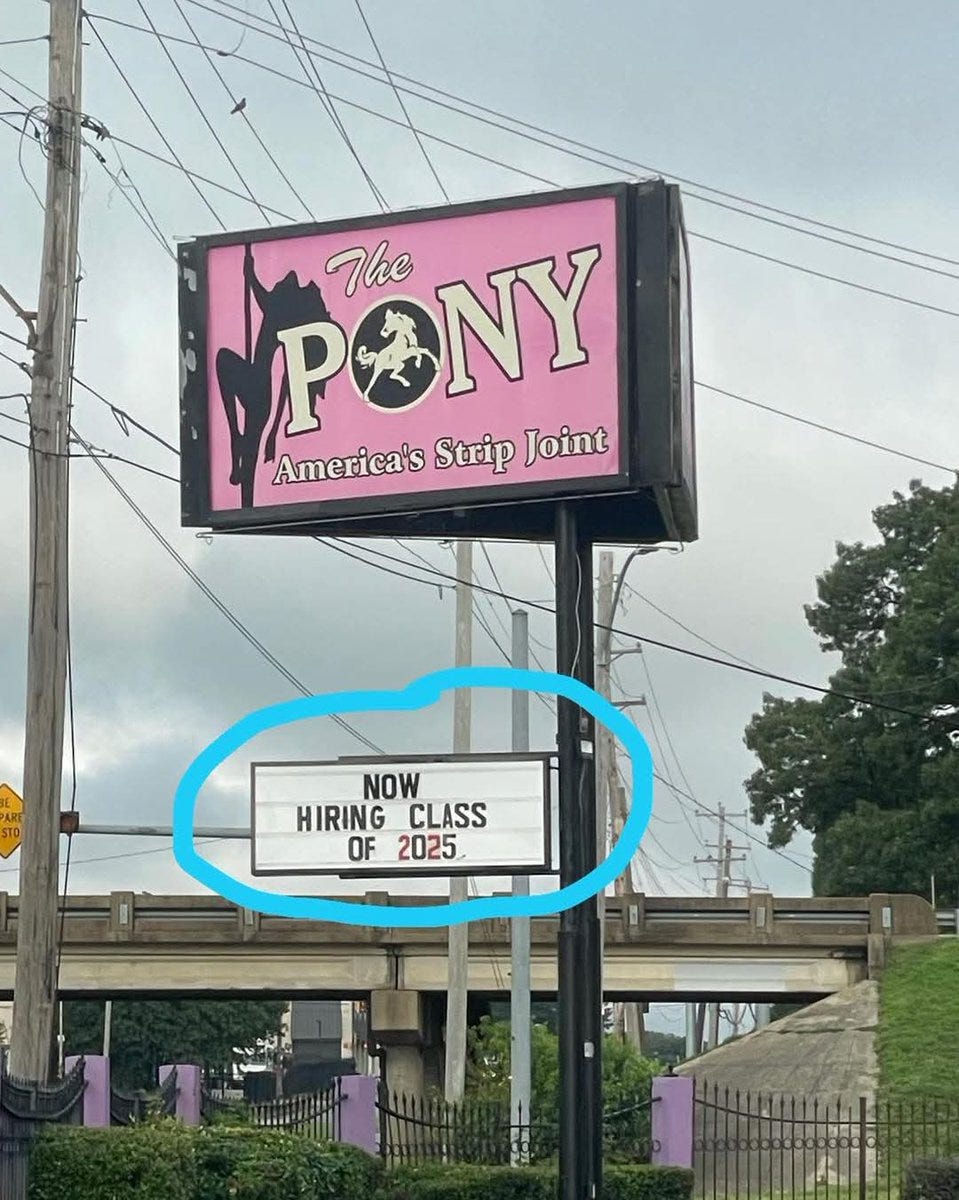 The
PONY
America's Strip Joint
NOW
HIRING CLASS
OF 2025